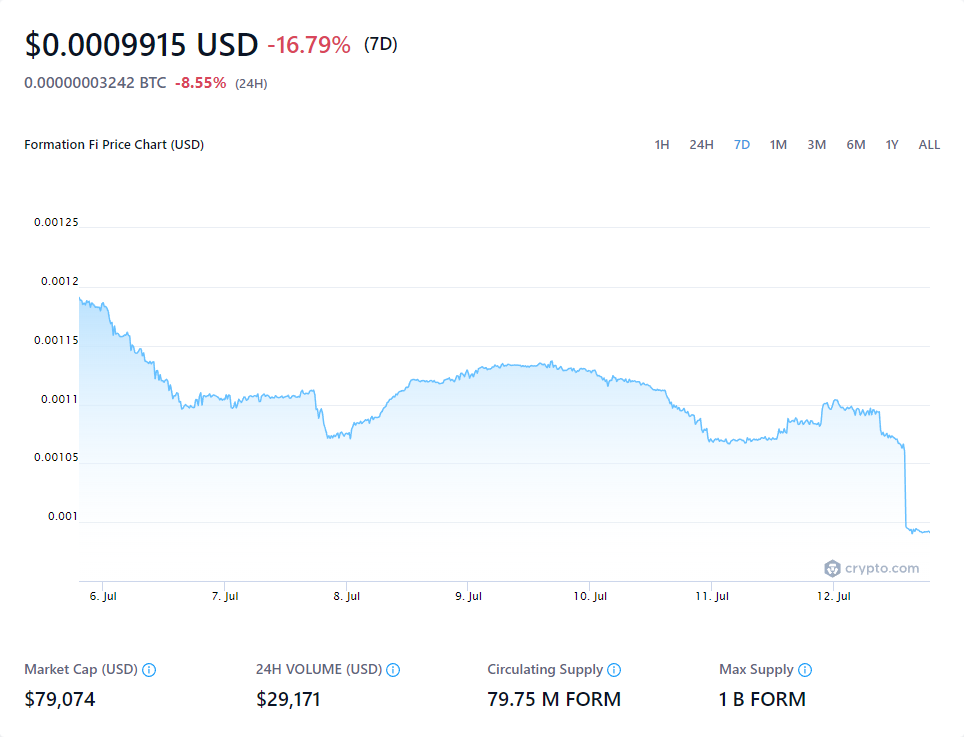 $0.0009915 USD -16.79% (7D)
0.00000003242 BTC -8.55% (24H)
Formation Fi Price Chart (USD) 1H 24H 7D 1M 3M 6M 1Y ALL
0.00125
0.0012
0.00115
0.0011
0.00105
0.001
crypto.com
6. Jul 7. Jul 8. Jul 9. Jul 10. Jul 11. Jul 12. Jul
Market Cap (USD) 24H VOLUME (USD) Circulating Supply Max Supply
$79,074 $29,171 79.75 M FORM 1 B FORM